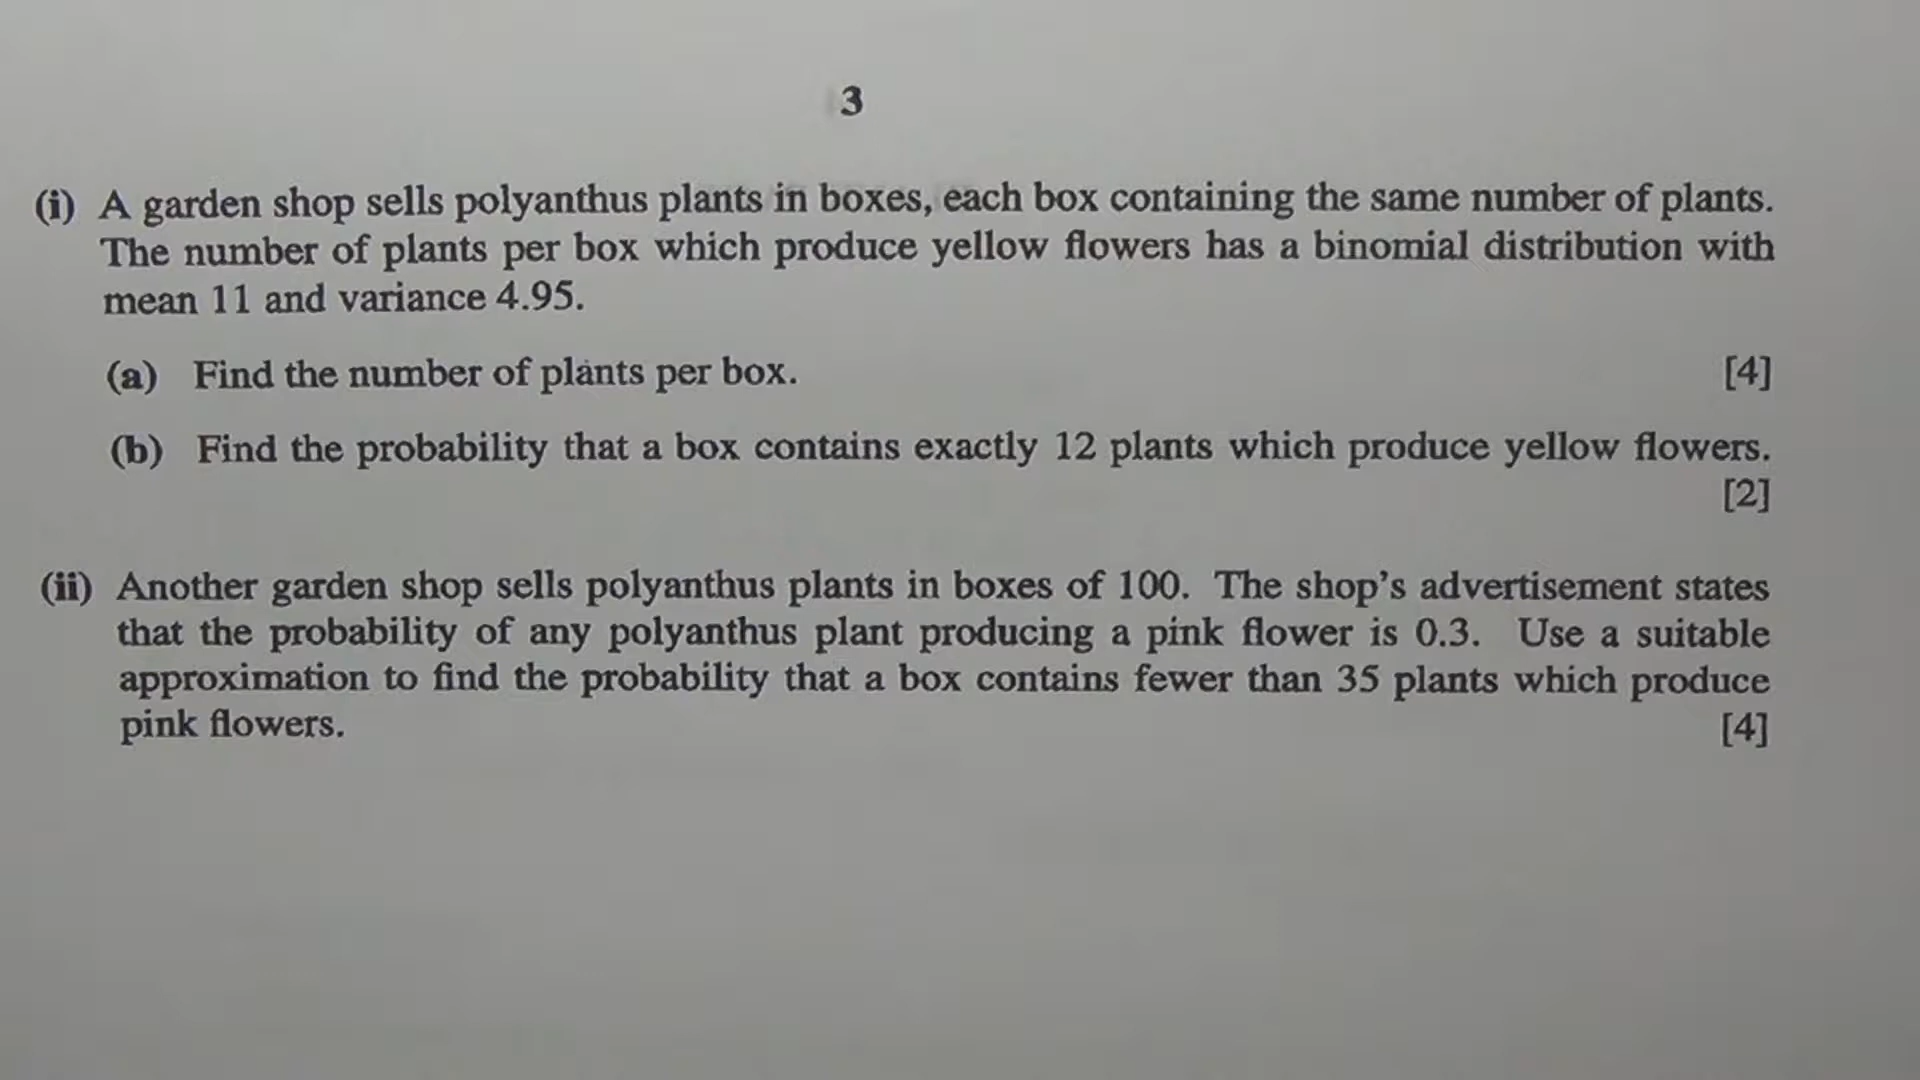 3
(i) A garden shop sells polyanthus plants in boxes, each box containing the same number of plants.
The number of plants per box which produce yellow flowers has a binomial distribution with
mean 11 and variance 4.95.
(a) Find the number of plants per box. [4]
(b) Find the probability that a box contains exactly 12 plants which produce yellow flowers.
[2]
(ii) Another garden shop sells polyanthus plants in boxes of 100. The shop's advertisement states
that the probability of any polyanthus plant producing a pink flower is 0.3. Use a suitable
approximation to find the probability that a box contains fewer than 35 plants which produce
pink flowers. [4]